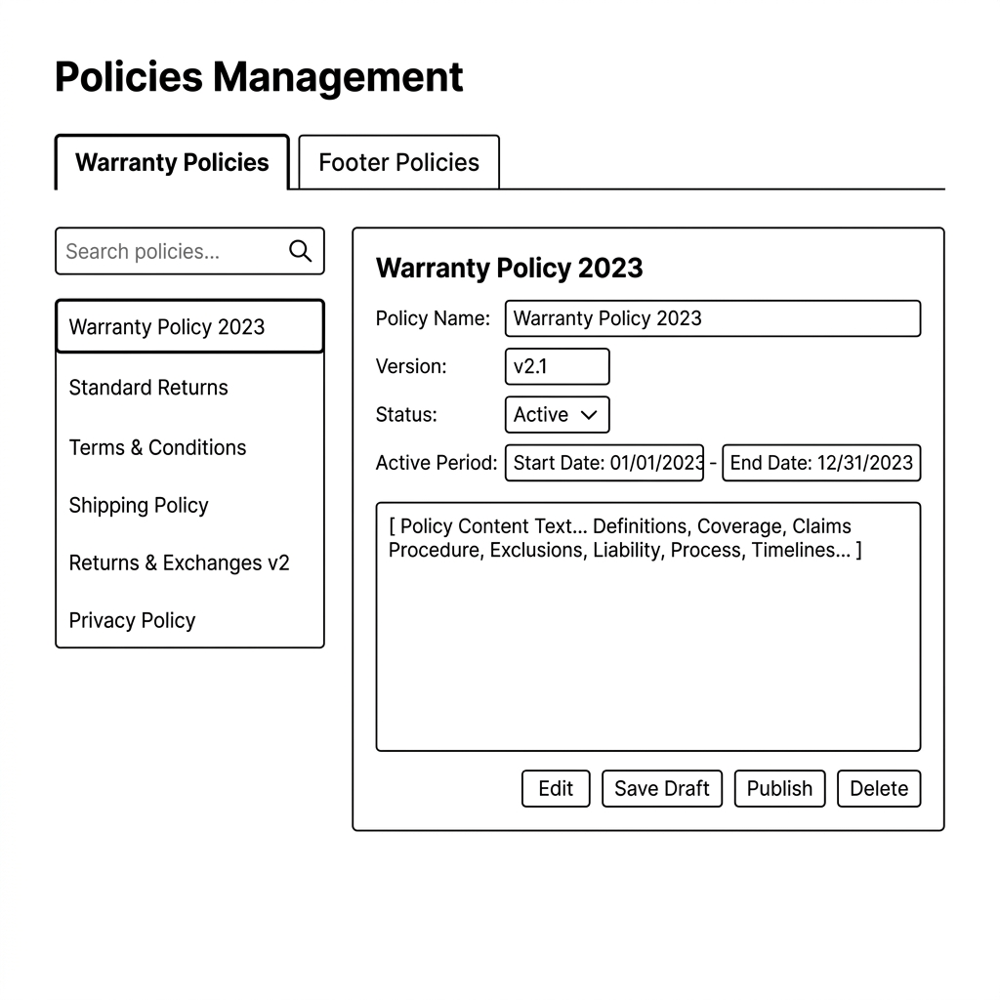 Policies Management
Warranty Policies
Footer Policies
Search policies...
Warranty Policy 2023
Standard Returns
Terms & Conditions
Shipping Policy
Returns & Exchanges v2
Privacy Policy
Warranty Policy 2023
Policy Name: Warranty Policy 2023
Version: v2.1
Status: Active
Active Period: Start Date: 01/01/2023 - End Date: 12/31/2023
[ Policy Content Text... Definitions, Coverage, Claims
Procedure, Exclusions, Liability, Process, Timelines... ]
Edit Save Draft Publish Delete